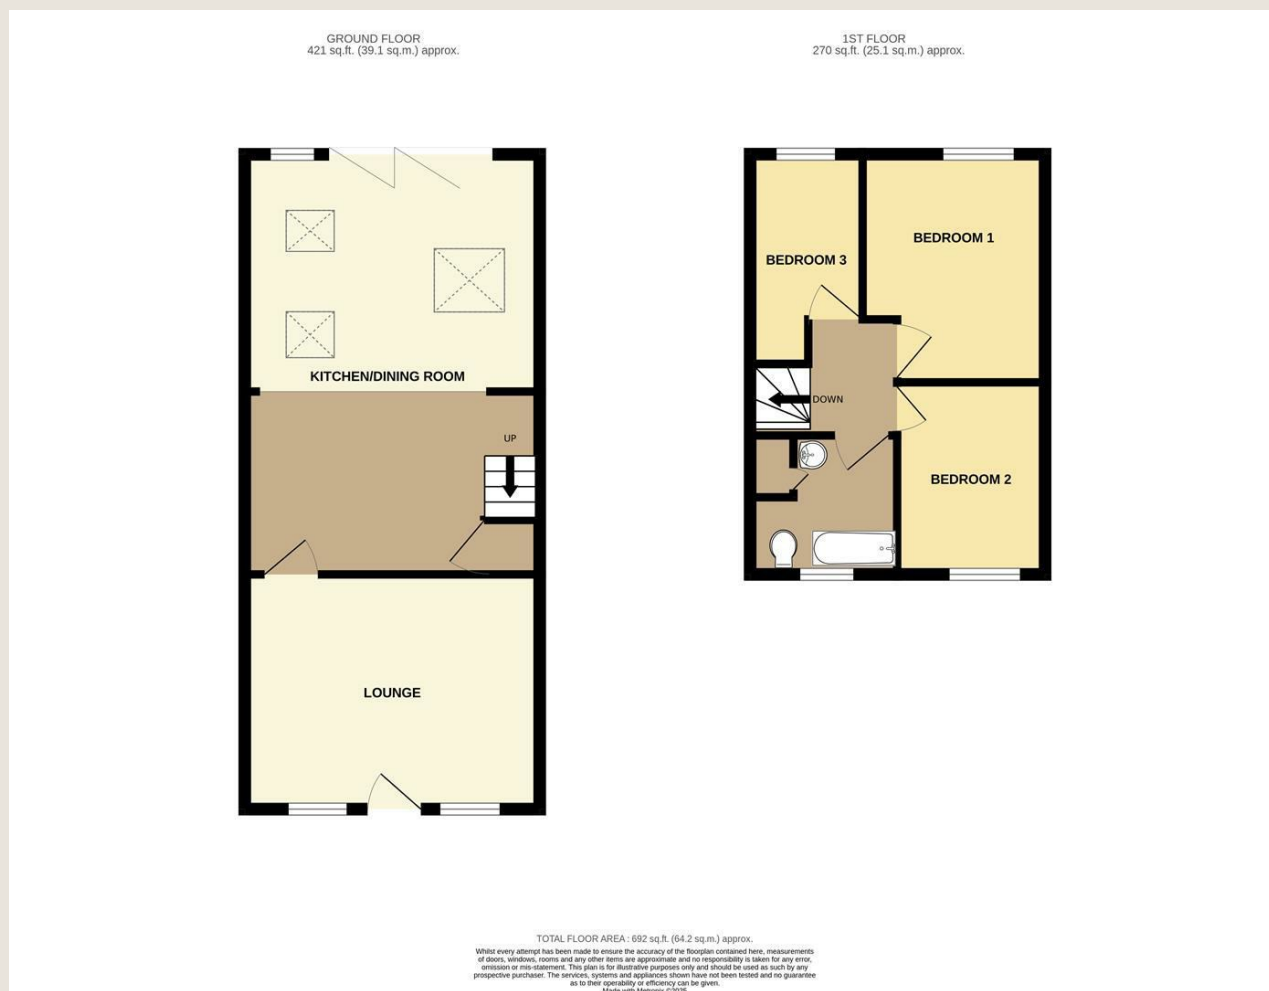 GROUND FLOOR
421 sq.ft. (39.1 sq.m.) approx.
1ST FLOOR
270 sq.ft. (25.1 sq.m.) approx.
KITCHEN/DINING ROOM
UP
LOUNGE
BEDROOM 3
BEDROOM 1
DOWN
BEDROOM 2
TOTAL FLOOR AREA : 692 sq.ft. (64.2 sq.m.) approx.
Whilst every attempt has been made to ensure the accuracy of the floorplan contained here, measurements
of doors, windows, rooms and any other items are approximate and no responsibility is taken for any error,
omission or mis-statement. This plan is for illustrative purposes only and should be used as such by any
prospective purchaser. The services, systems and appliances shown have not been tested and no guarantee
as to their operability or efficiency can be given.
Made with Metropix ©2025